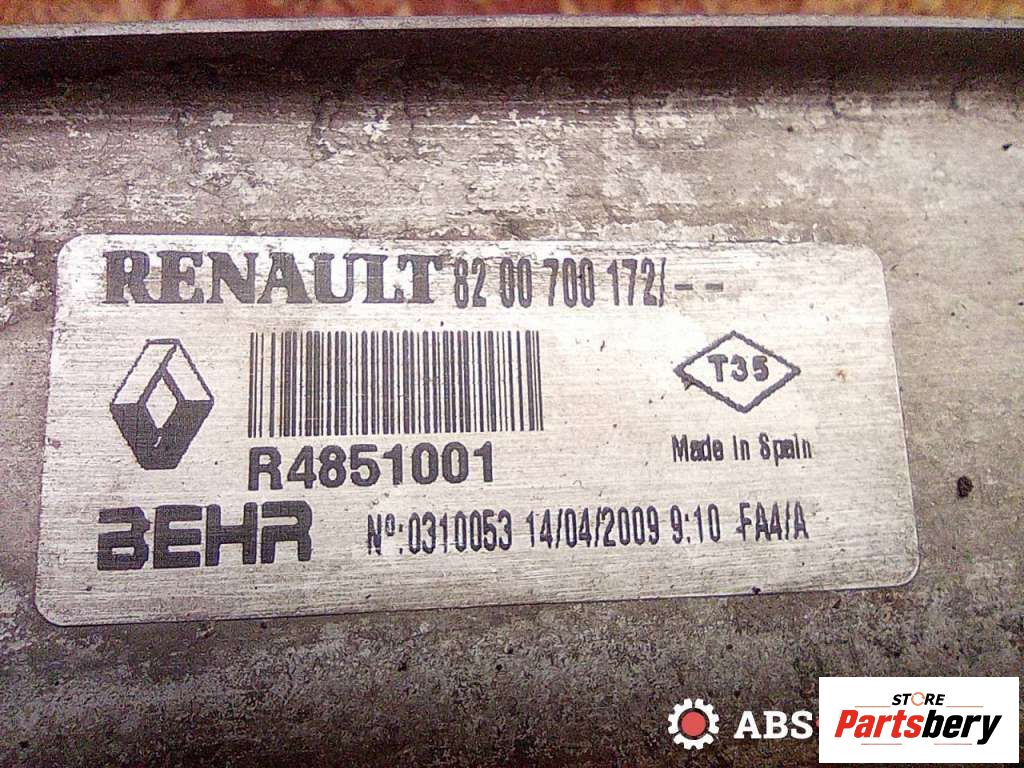 RENAULT 82 00 700 172/--
T35
R4851001
Made In Spain
BEHR Nº:0310053 14/04/2009 9:10 FA4/A
ABS-
STORE
Partsbery